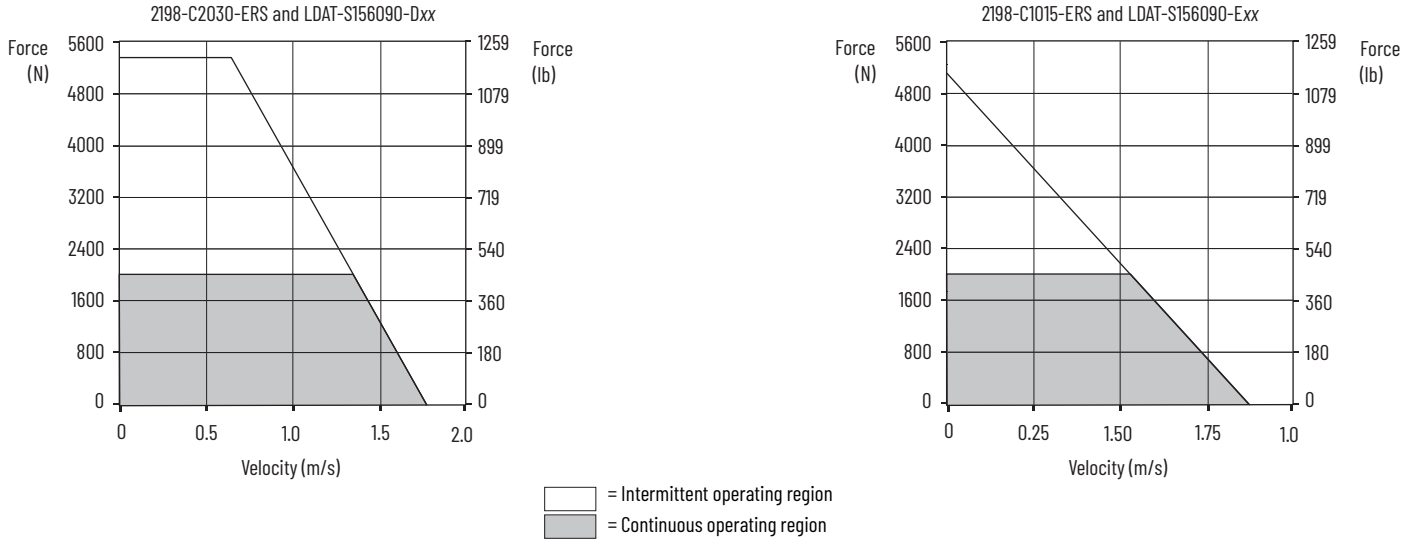 2198-C2030-ERS and LDAT-S156090-Dxx
Force
(N)
5600
4800
4000
3200
2400
1600
800
0
1259
1079
899
719
540
360
180
0
Force
(lb)
0 0.5 1.0 1.5 2.0
Velocity (m/s)
2198-C1015-ERS and LDAT-S156090-Exx
Force
(N)
5600
4800
4000
3200
2400
1600
800
0
1259
1079
899
719
540
360
180
0
Force
(lb)
0 0.25 1.50 1.75 1.0
Velocity (m/s)
= Intermittent operating region
= Continuous operating region